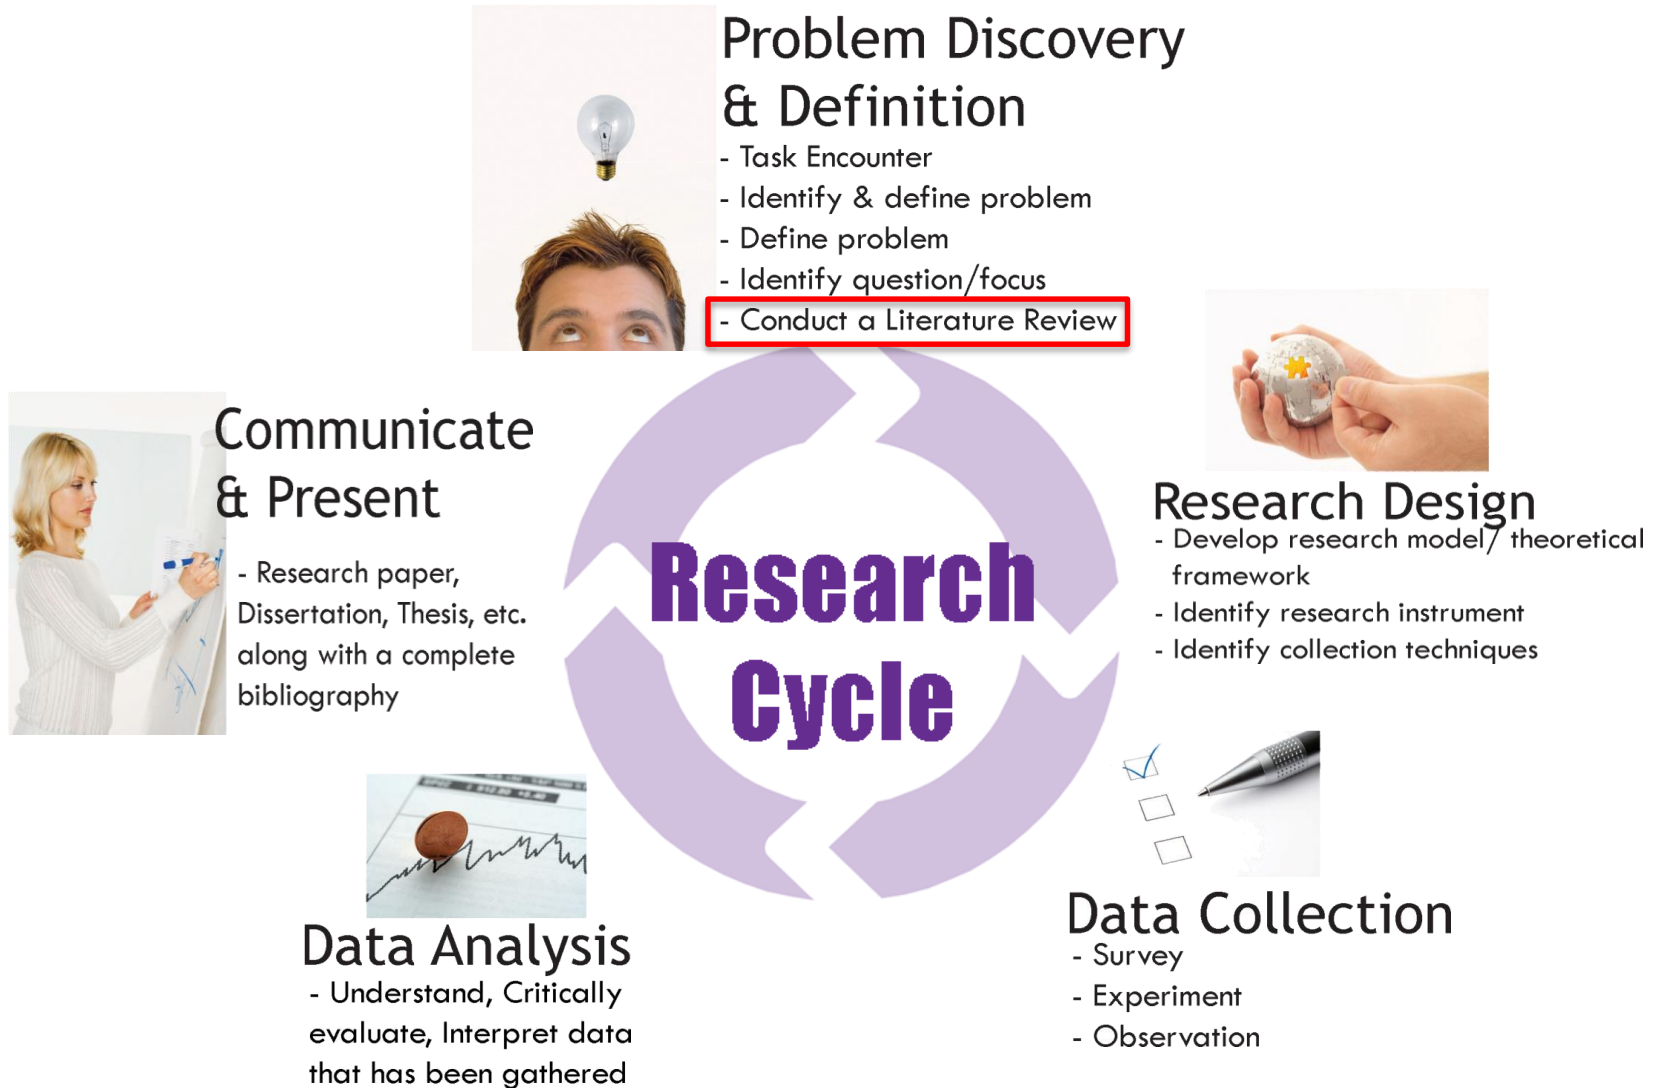 Problem Discovery
& Definition
- Task Encounter
- Identify & define problem
- Define problem
- Identify question/focus
- Conduct a Literature Review
Research Design
- Develop research model/ theoretical
framework
- Identify research instrument
- Identify collection techniques
Data Collection
- Survey
- Experiment
- Observation
Data Analysis
- Understand, Critically
evaluate, Interpret data
that has been gathered
Communicate
& Present
- Research paper,
Dissertation, Thesis, etc.
along with a complete
bibliography
Research
Cycle